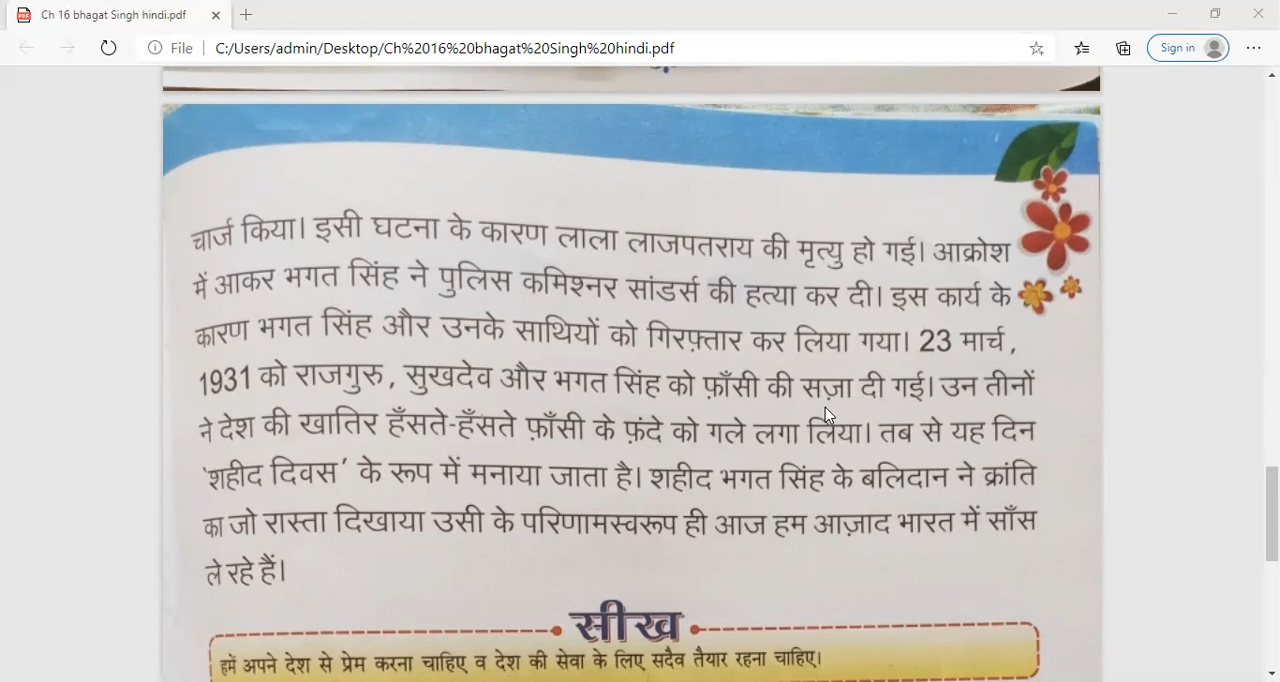 Ch 16 bhagat Singh hindi.pdf
File
C:/Users/admin/Desktop/Ch%2016%20bhagat%20Singh%20hindi.pdf
Sign in
चार्ज किया। इसी घटना के कारण लाला लाजपतराय की मृत्यु हो गई। आक्रोश
में आकर भगत सिंह ने पुलिस कमिश्नर सांडर्स की हत्या कर दी। इस कार्य के
कारण भगत सिंह और उनके साथियों को गिरफ़्तार कर लिया गया। 23 मार्च,
1931 को राजगुरु, सुखदेव और भगत सिंह को फ़ाँसी की सज़ा दी गई। उन तीनों
ने देश की खातिर हँसते-हँसते फ़ाँसी के फ़ंदे को गले लगा लिया। तब से यह दिन
'शहीद दिवस' के रूप में मनाया जाता है। शहीद भगत सिंह के बलिदान ने क्रांति
का जो रास्ता दिखाया उसी के परिणामस्वरूप ही आज हम आज़ाद भारत में साँस
ले रहे हैं।
सीख
हमें अपने देश से प्रेम करना चाहिए व देश की सेवा के लिए सदैव तैयार रहना चाहिए।